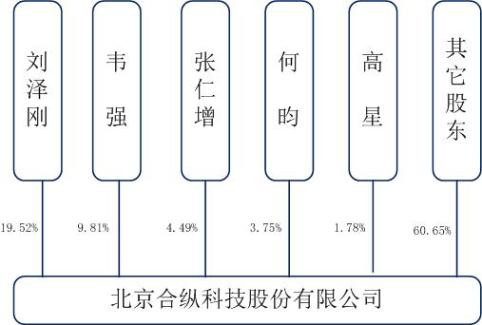 刘泽刚
韦强
张仁增
何昀
高星
其它股东
19.52%
9.81%
4.49%
3.75%
1.78%
60.65%
北京合纵科技股份有限公司